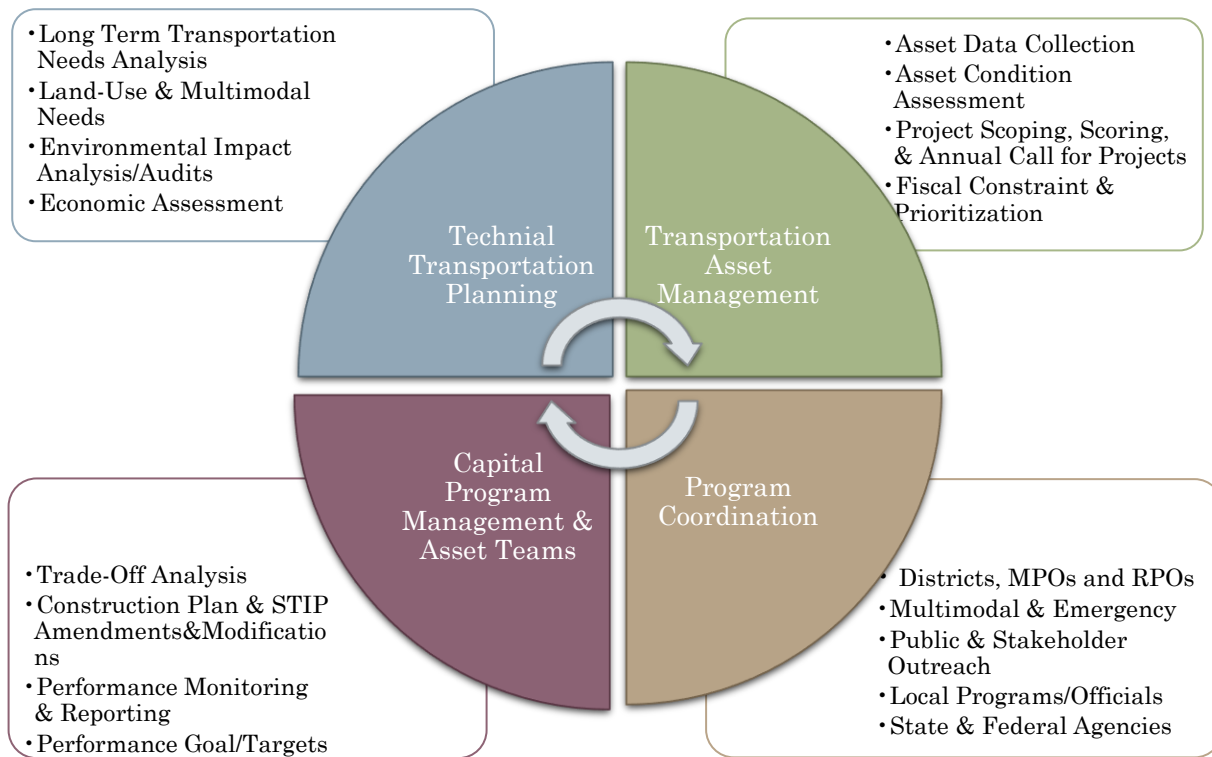 •Long Term Transportation
Needs Analysis
•Land-Use & Multimodal
Needs
•Environmental Impact
Analysis/Audits
•Economic Assessment
•Asset Data Collection
•Asset Condition
Assessment
•Project Scoping, Scoring,
& Annual Call for Projects
•Fiscal Constraint &
Prioritization
Technial
Transportation
Planning
Transportation
Asset
Management
Capital
Program
Management &
Asset Teams
Program
Coordination
•Trade-Off Analysis
•Construction Plan & STIP
Amendments&Modificatio
ns
•Performance Monitoring
& Reporting
•Performance Goal/Targets
• Districts, MPOs and RPOs
•Multimodal & Emergency
•Public & Stakeholder
Outreach
•Local Programs/Officials
•State & Federal Agencies